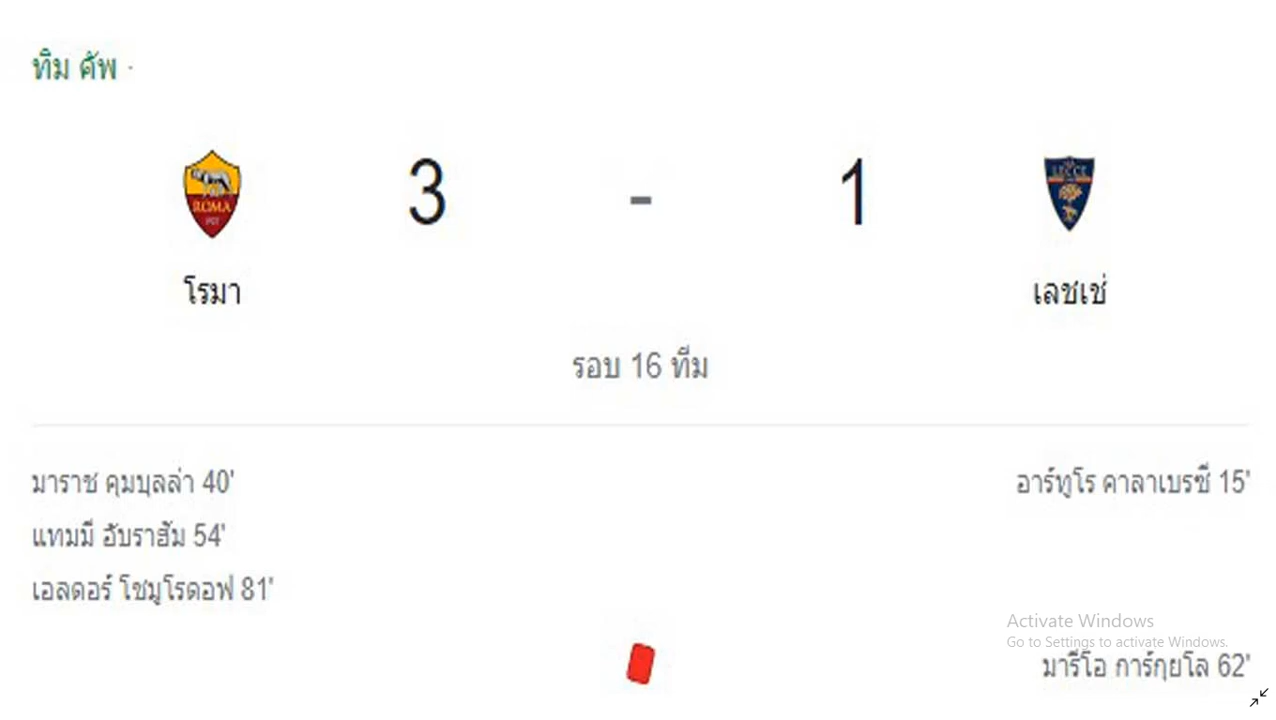 ทิม คัพ ·
3 - 1
ROMA
LECCE
โรมา
เลชเช่
รอบ 16 ทีม
มาราช คุมบุลล่า 40'
อาร์ทูโร คาลาเบรซี่ 15'
แทมมี่ อับราฮัม 54'
เอลดอร์ โชมูโรดอฟ 81'
Activate Windows
Go to Settings to activate Windows.
มาริโอ การ์กุยโล 62'